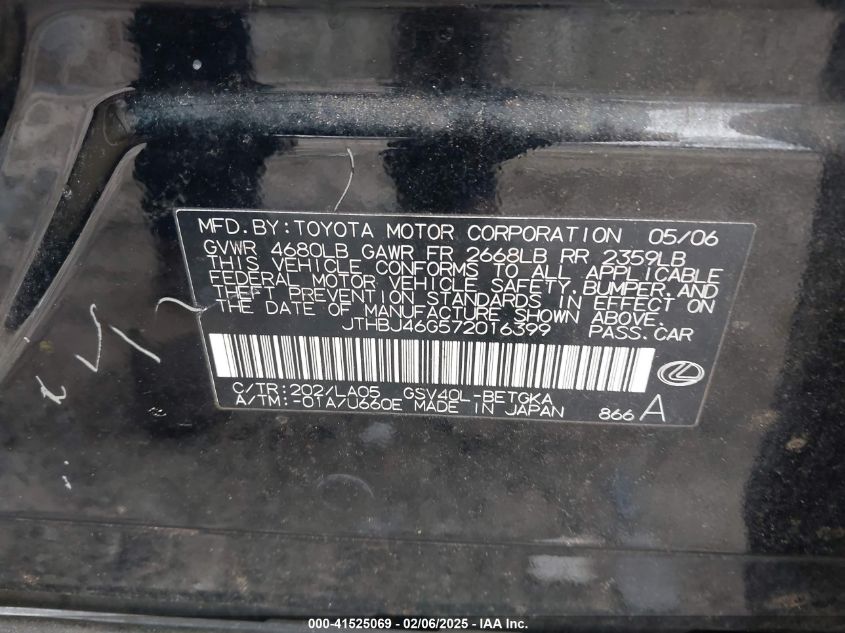 MFD.BY:TOYOTA MOTOR CORPORATION 05/06
GVWR 4680LB GAWR FR 2668LB RR 2359LB
THIS VEHICLE CONFORMS TO ALL APPLICABLE
FEDERAL MOTOR VEHICLE SAFETY, BUMPER, AND
THEFT PREVENTION STANDARDS IN EFFECT ON
THE DATE OF MANUFACTURE SHOWN ABOVE.
JTHBJ46G572016399 PASS.CAR
C/TR:202/LA05 GSV40L-BETGKA
A/TM:-01A/U660E MADE IN JAPAN 866 A
000-41525069 - 02/06/2025 - IAA Inc.